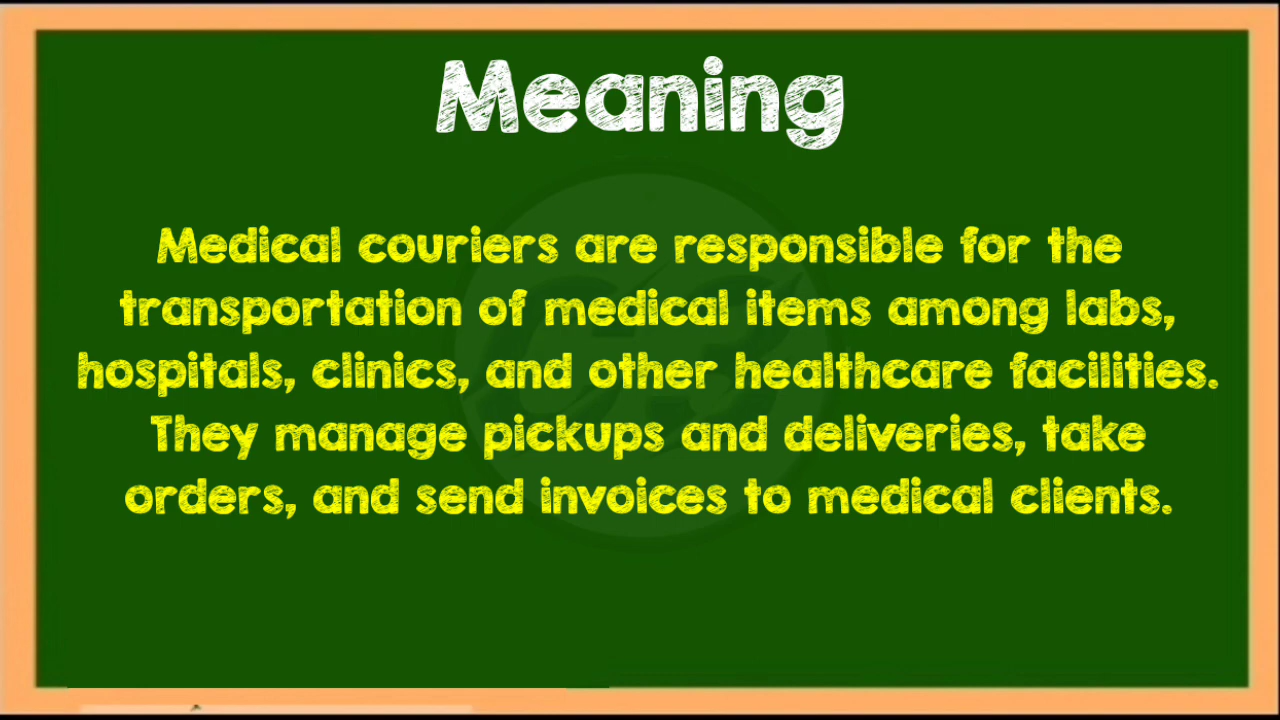 Meaning
Medical couriers are responsible for the
transportation of medical items among labs,
hospitals, clinics, and other healthcare facilities.
They manage pickups and deliveries, take
orders, and send invoices to medical clients.